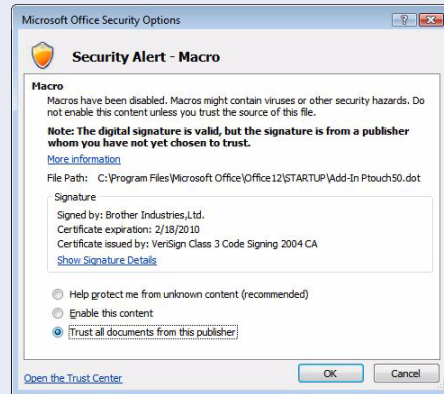 Microsoft Office Security Options
Security Alert - Macro
Macro
Macros have been disabled. Macros might contain viruses or other security hazards. Do
not enable this content unless you trust the source of this file.
Note: The digital signature is valid, but the signature is from a publisher
whom you have not yet chosen to trust.
More information
File Path: C:\Program Files\Microsoft Office\Office12\STARTUP\Add-In Ptouch50.dot
Signature
Signed by: Brother Industries,Ltd.
Certificate expiration: 2/18/2010
Certificate issued by: VeriSign Class 3 Code Signing 2004 CA
Show Signature Details
Help protect me from unknown content (recommended)
Enable this content
Trust all documents from this publisher
Open the Trust Center
OK
Cancel